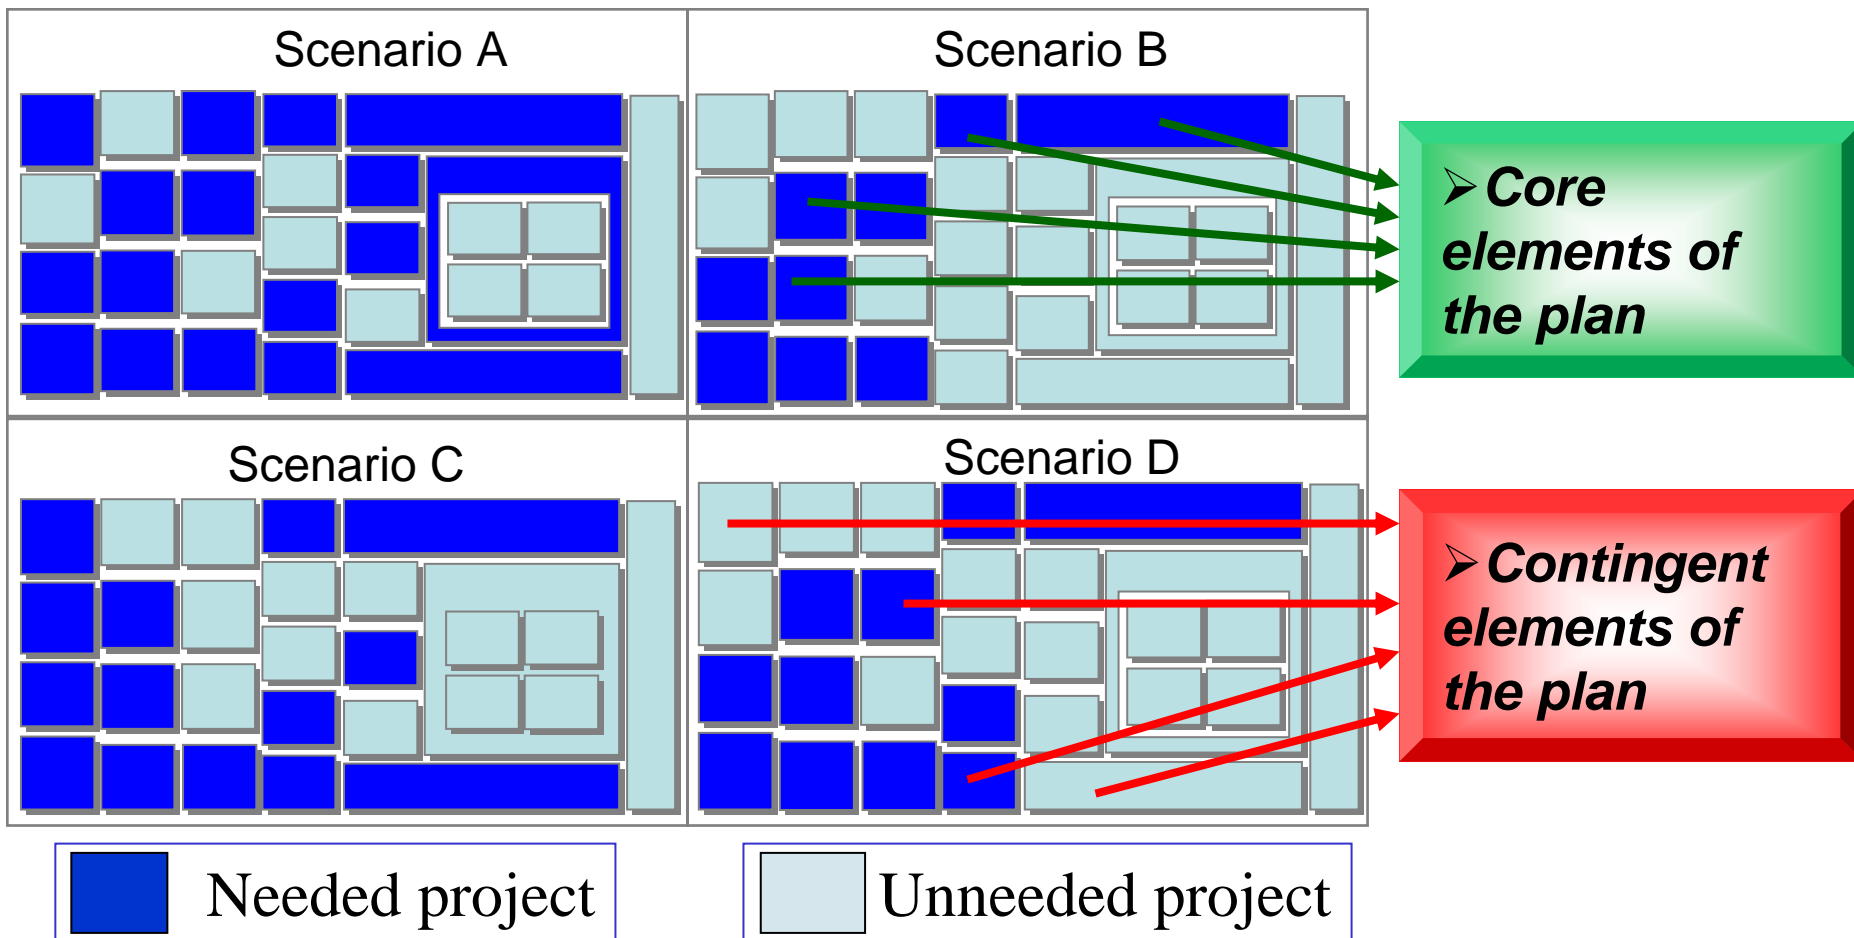 Scenario A
Scenario B
➢Core
elements of
the plan
Scenario C
Scenario D
➢Contingent
elements of
the plan
Needed project
Unneeded project